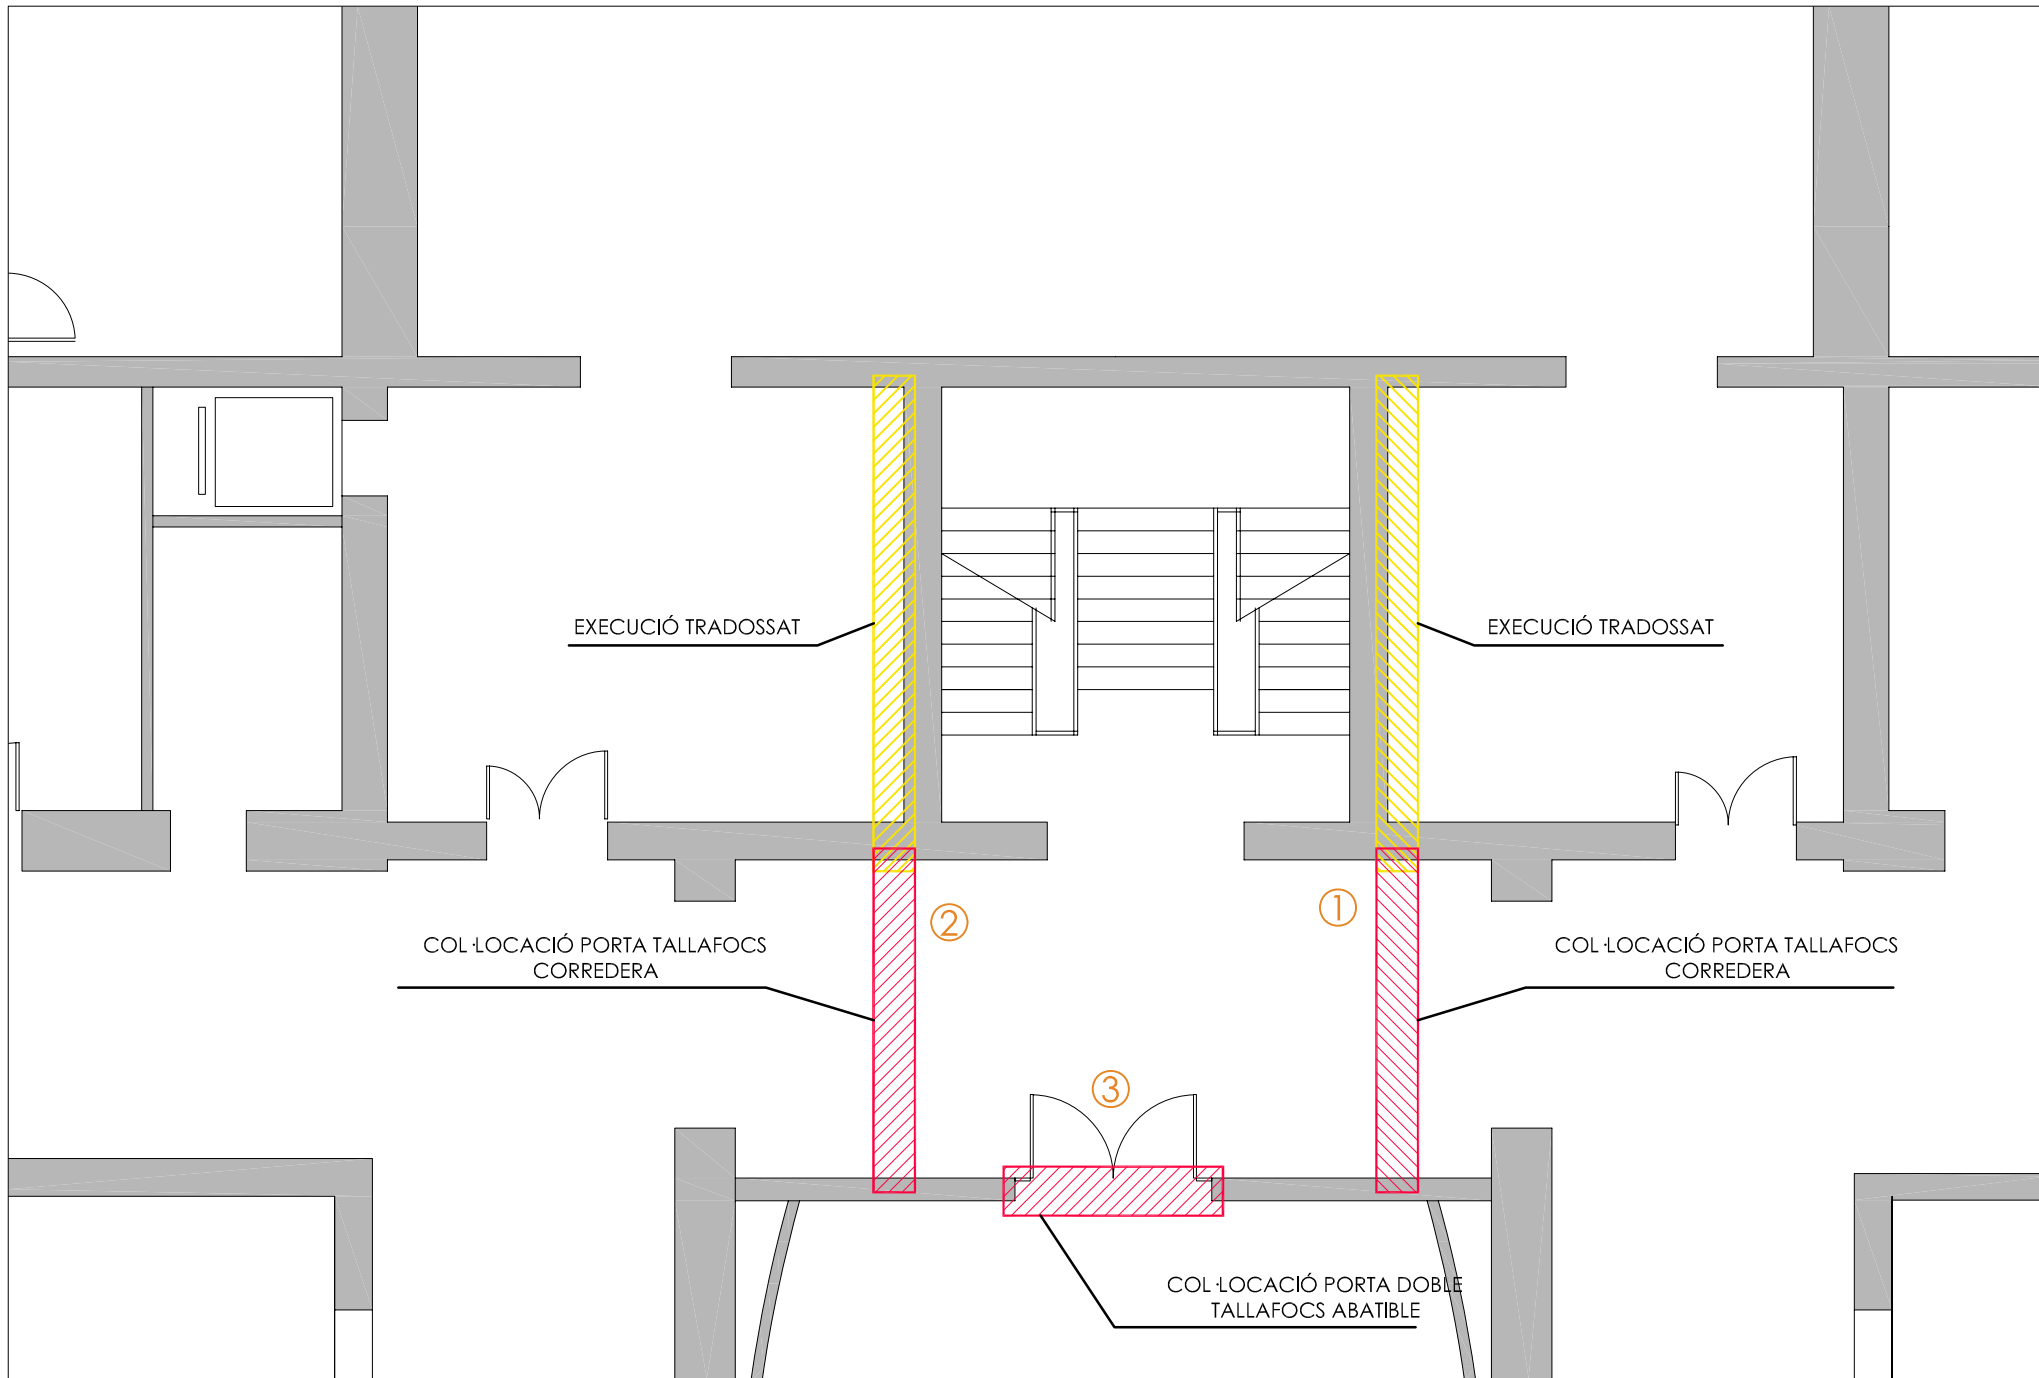 EXECUCIÓ TRADOSSAT
EXECUCIÓ TRADOSSAT
②
①
COL·LOCACIÓ PORTA TALLAFOCS
CORREDERA
COL·LOCACIÓ PORTA TALLAFOCS
CORREDERA
③
COL·LOCACIÓ PORTA DOBLE
TALLAFOCS ABATIBLE